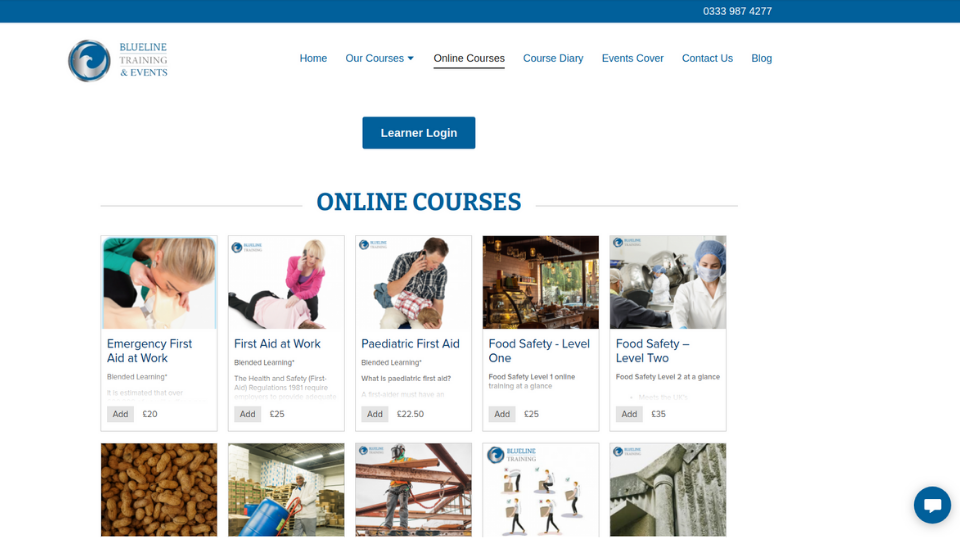 0333 987 4277
BLUELINE
TRAINING
& EVENTS
Home Our Courses Online Courses Course Diary Events Cover Contact Us Blog
Learner Login
ONLINE COURSES
BLUELINE
TRAINING
BLUELINE
TRAINING
BLUELINE
TRAINING
Emergency First
Aid at Work
Blended Learning*
It is estimated that over
Add £20
First Aid at Work
Blended Learning*
The Health and Safety (First-
Aid) Regulations 1981 require
employers to provide adequate
Add £25
Paediatric First Aid
Blended Learning*
What is paediatric first aid?
A first-aider must have an
Add £22.50
Food Safety - Level
One
Food Safety Level 1 online
training at a glance
Add £25
Food Safety –
Level Two
Food Safety Level 2 at a glance
Meets the UK's
Add £35
BLUELINE
TRAINING
BLUELINE
TRAINING
BLUELINE
TRAINING